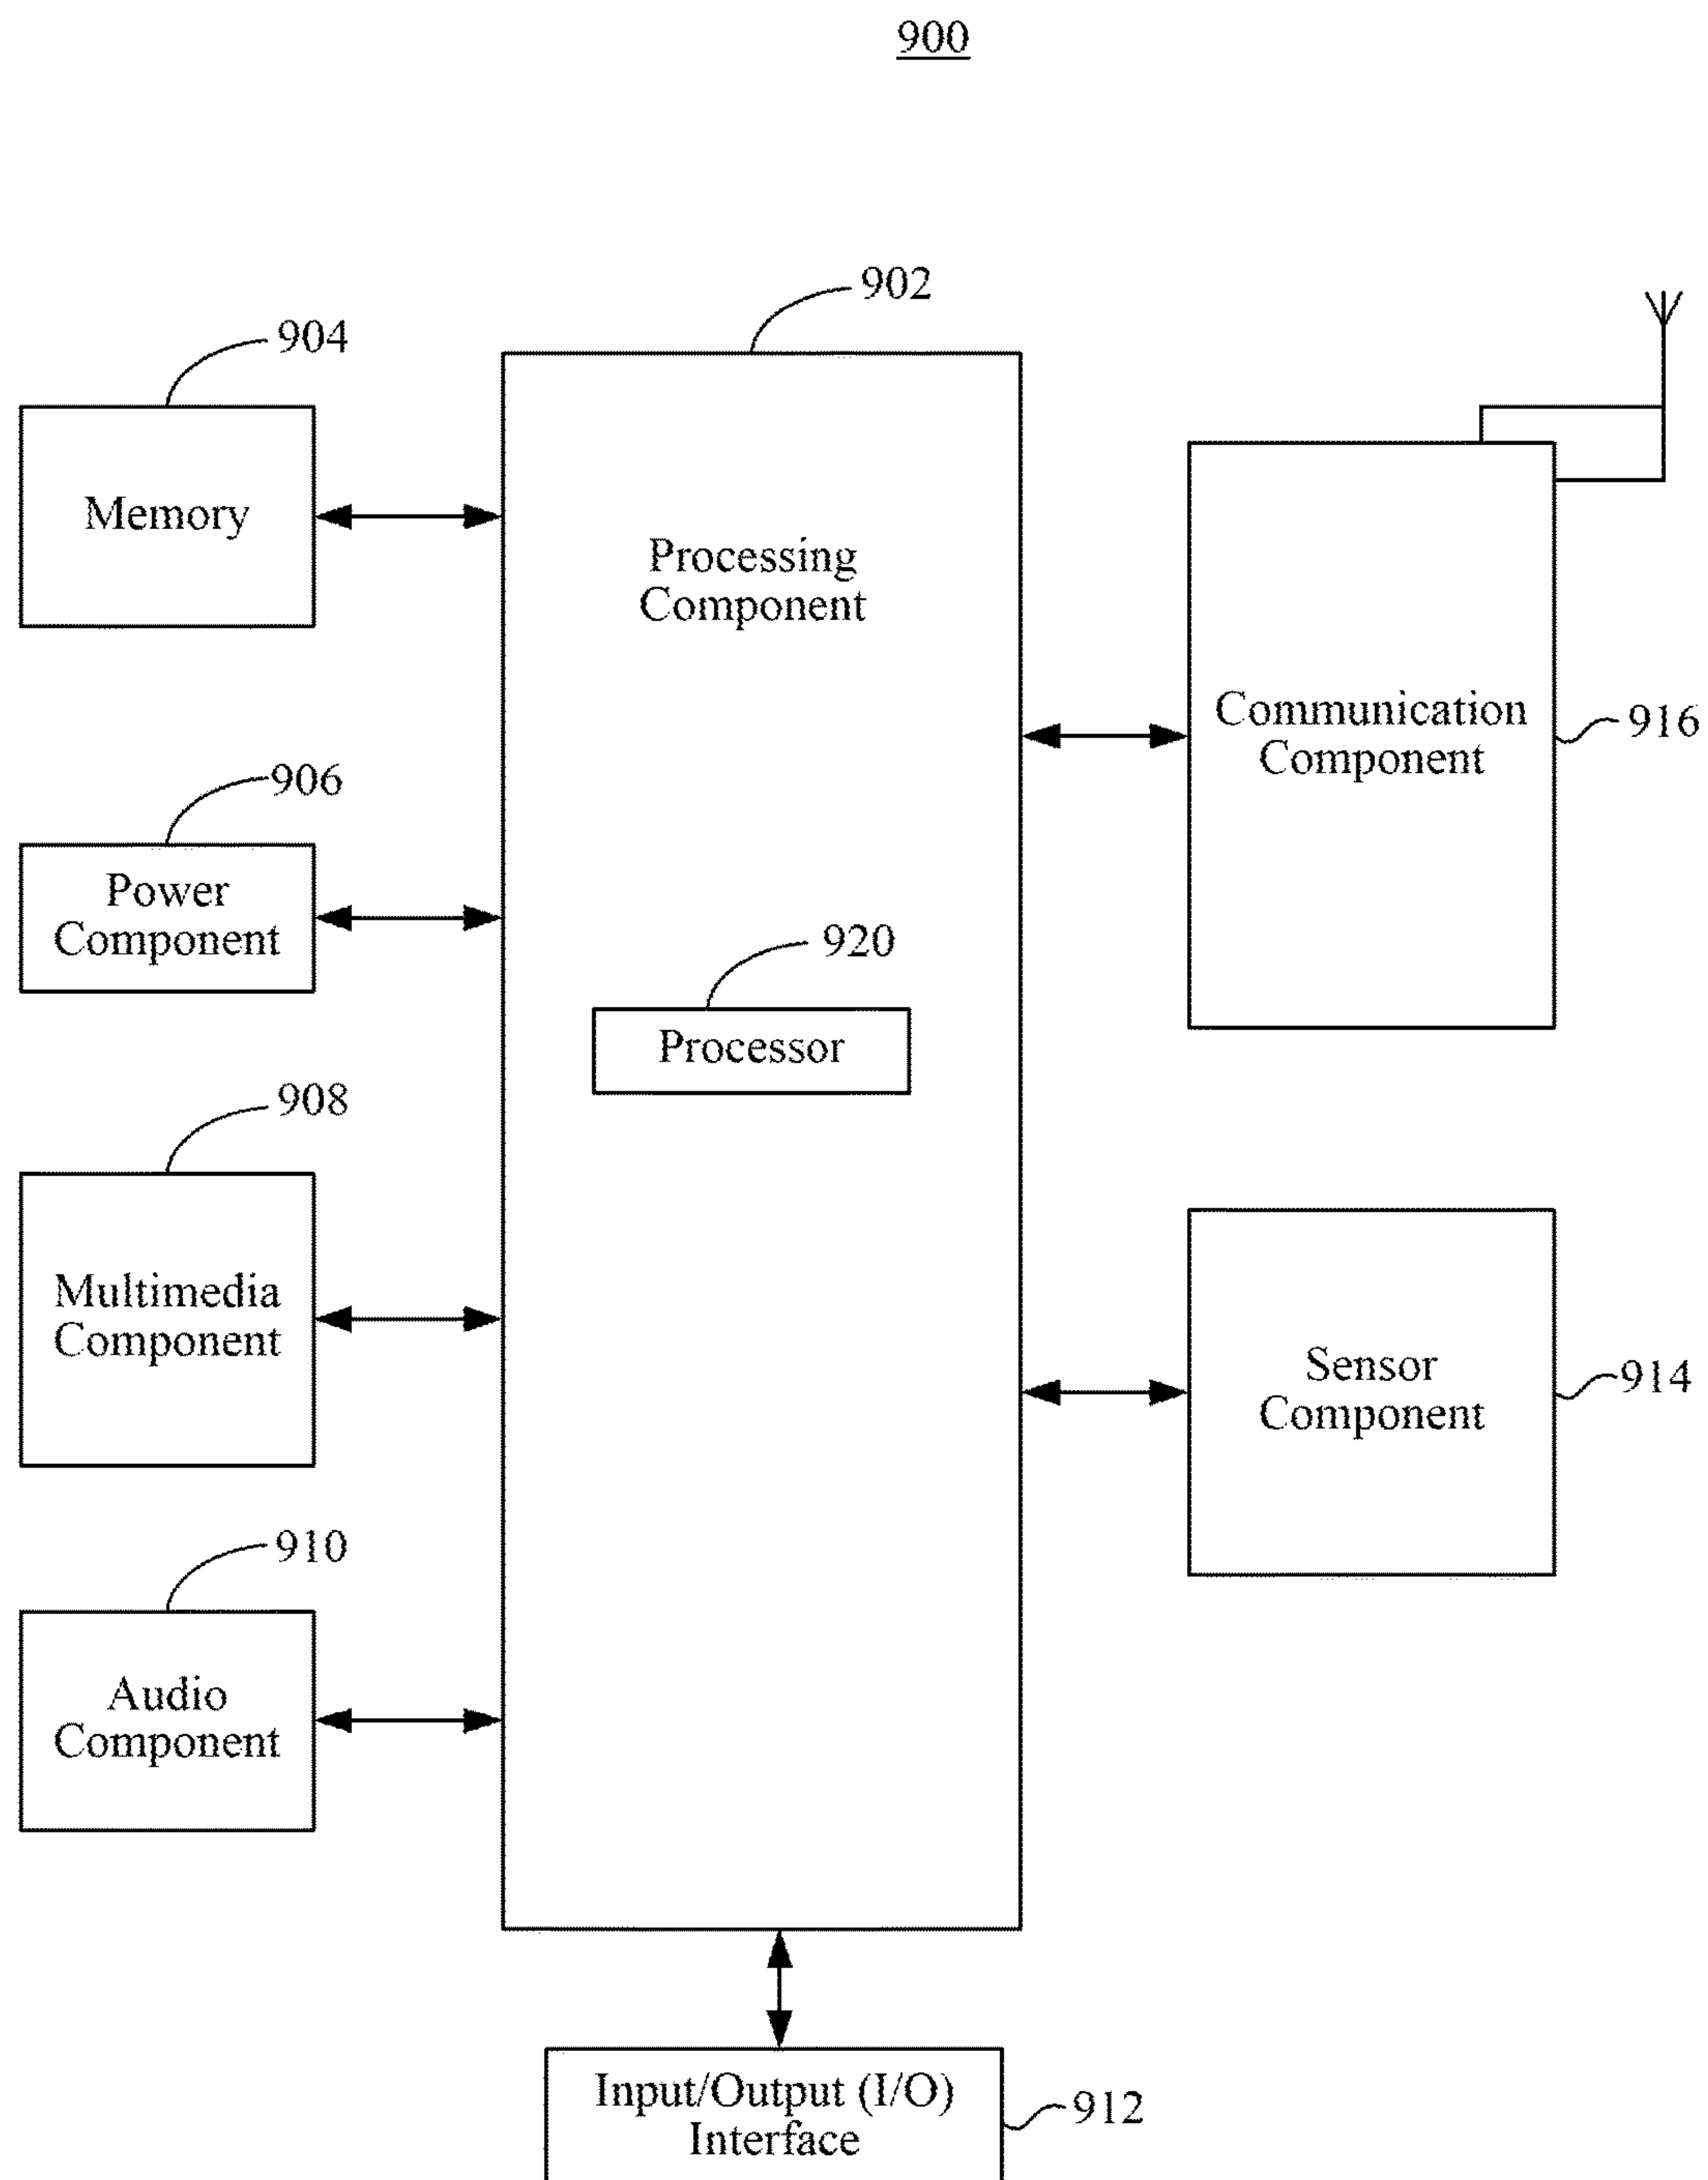 900
902
904
Memory
Processing
Component
Communication
Component
916
906
Power
Component
920
Processor
908
Multimedia
Component
Sensor
Component
914
910
Audio
Component
Input/Output (I/O)
Interface
912